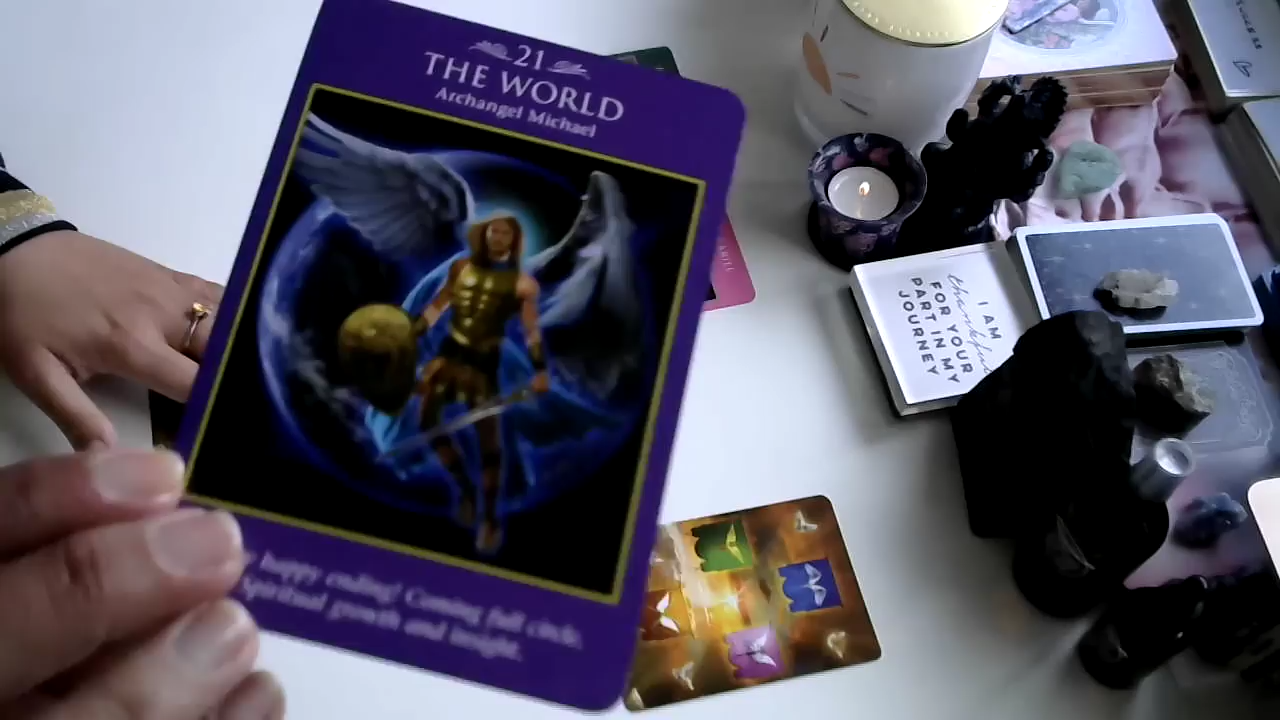 21
THE WORLD
Archangel Michael
happy ending! Coming full circle.
Spiritual growth and insight.
I AM
thankful
FOR YOUR
PART IN MY
JOURNEY